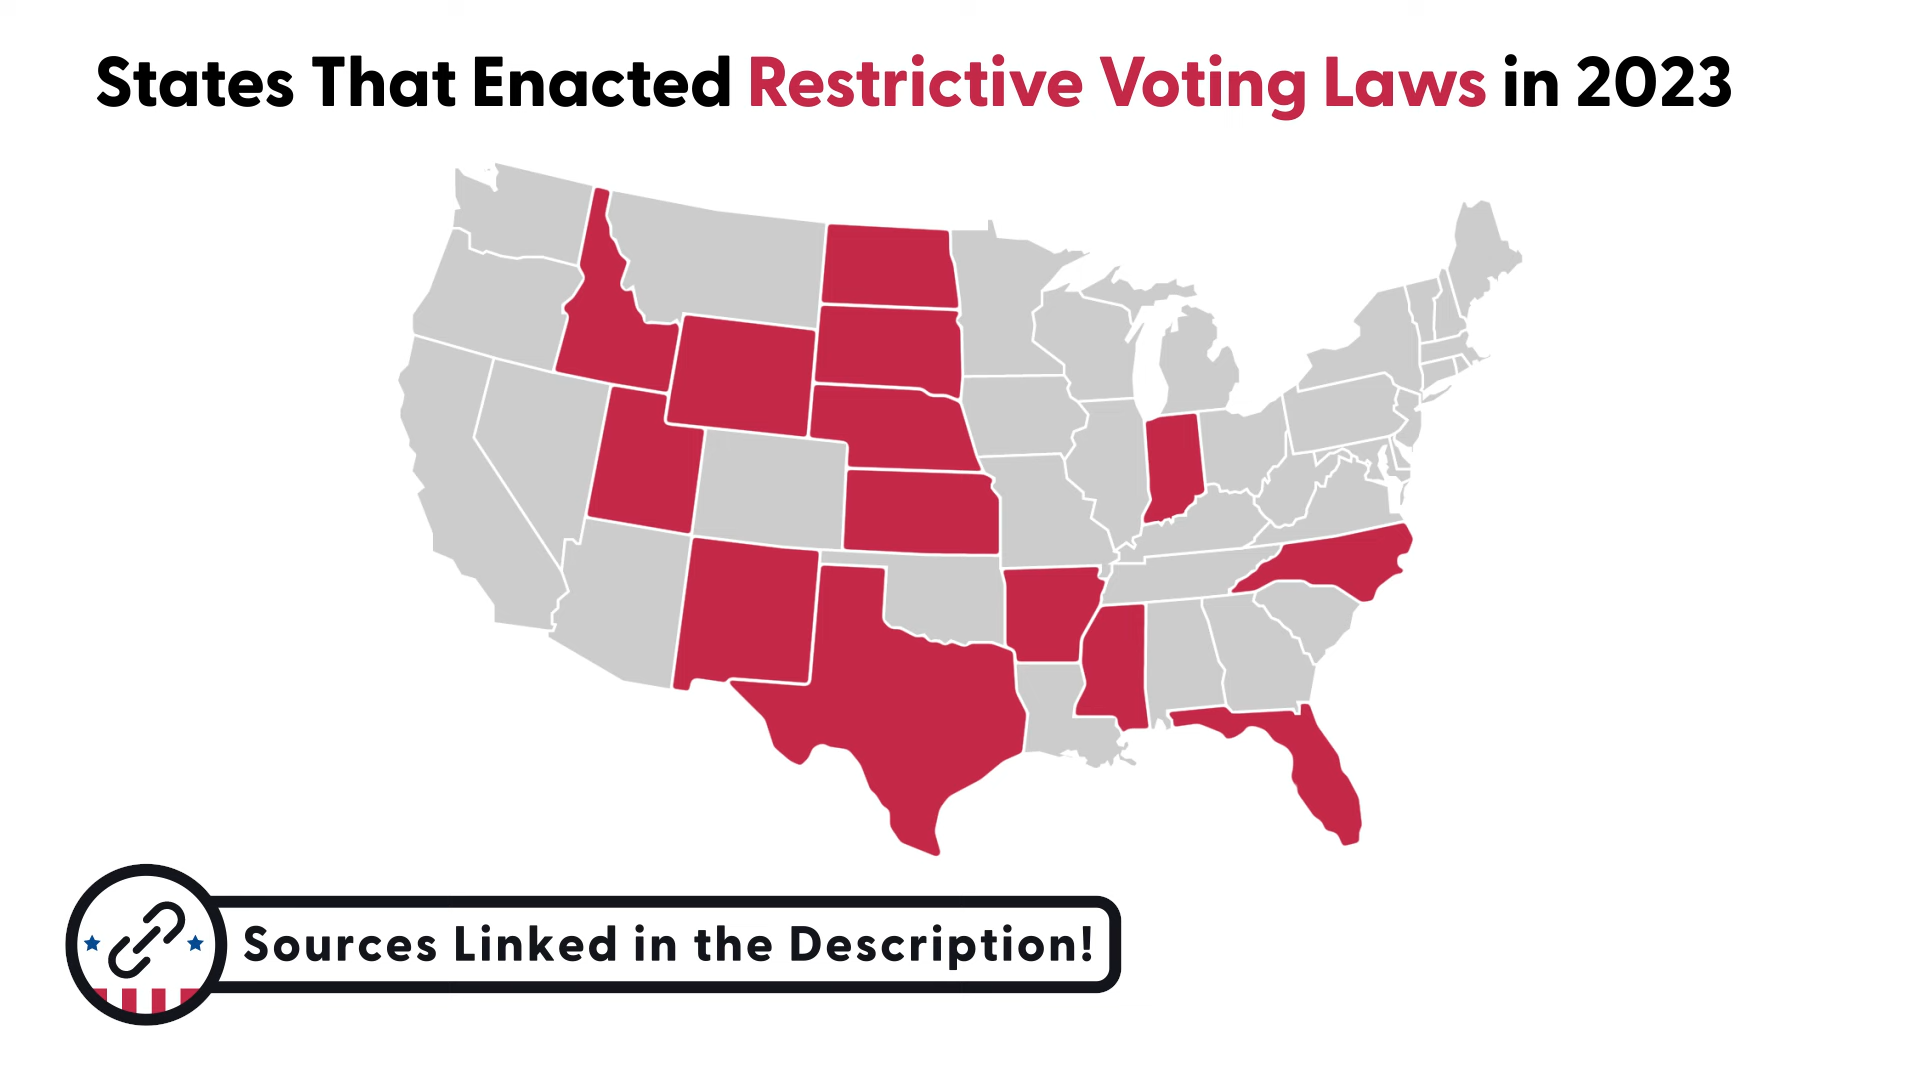 States That Enacted Restrictive Voting Laws in 2023
Sources Linked in the Description!